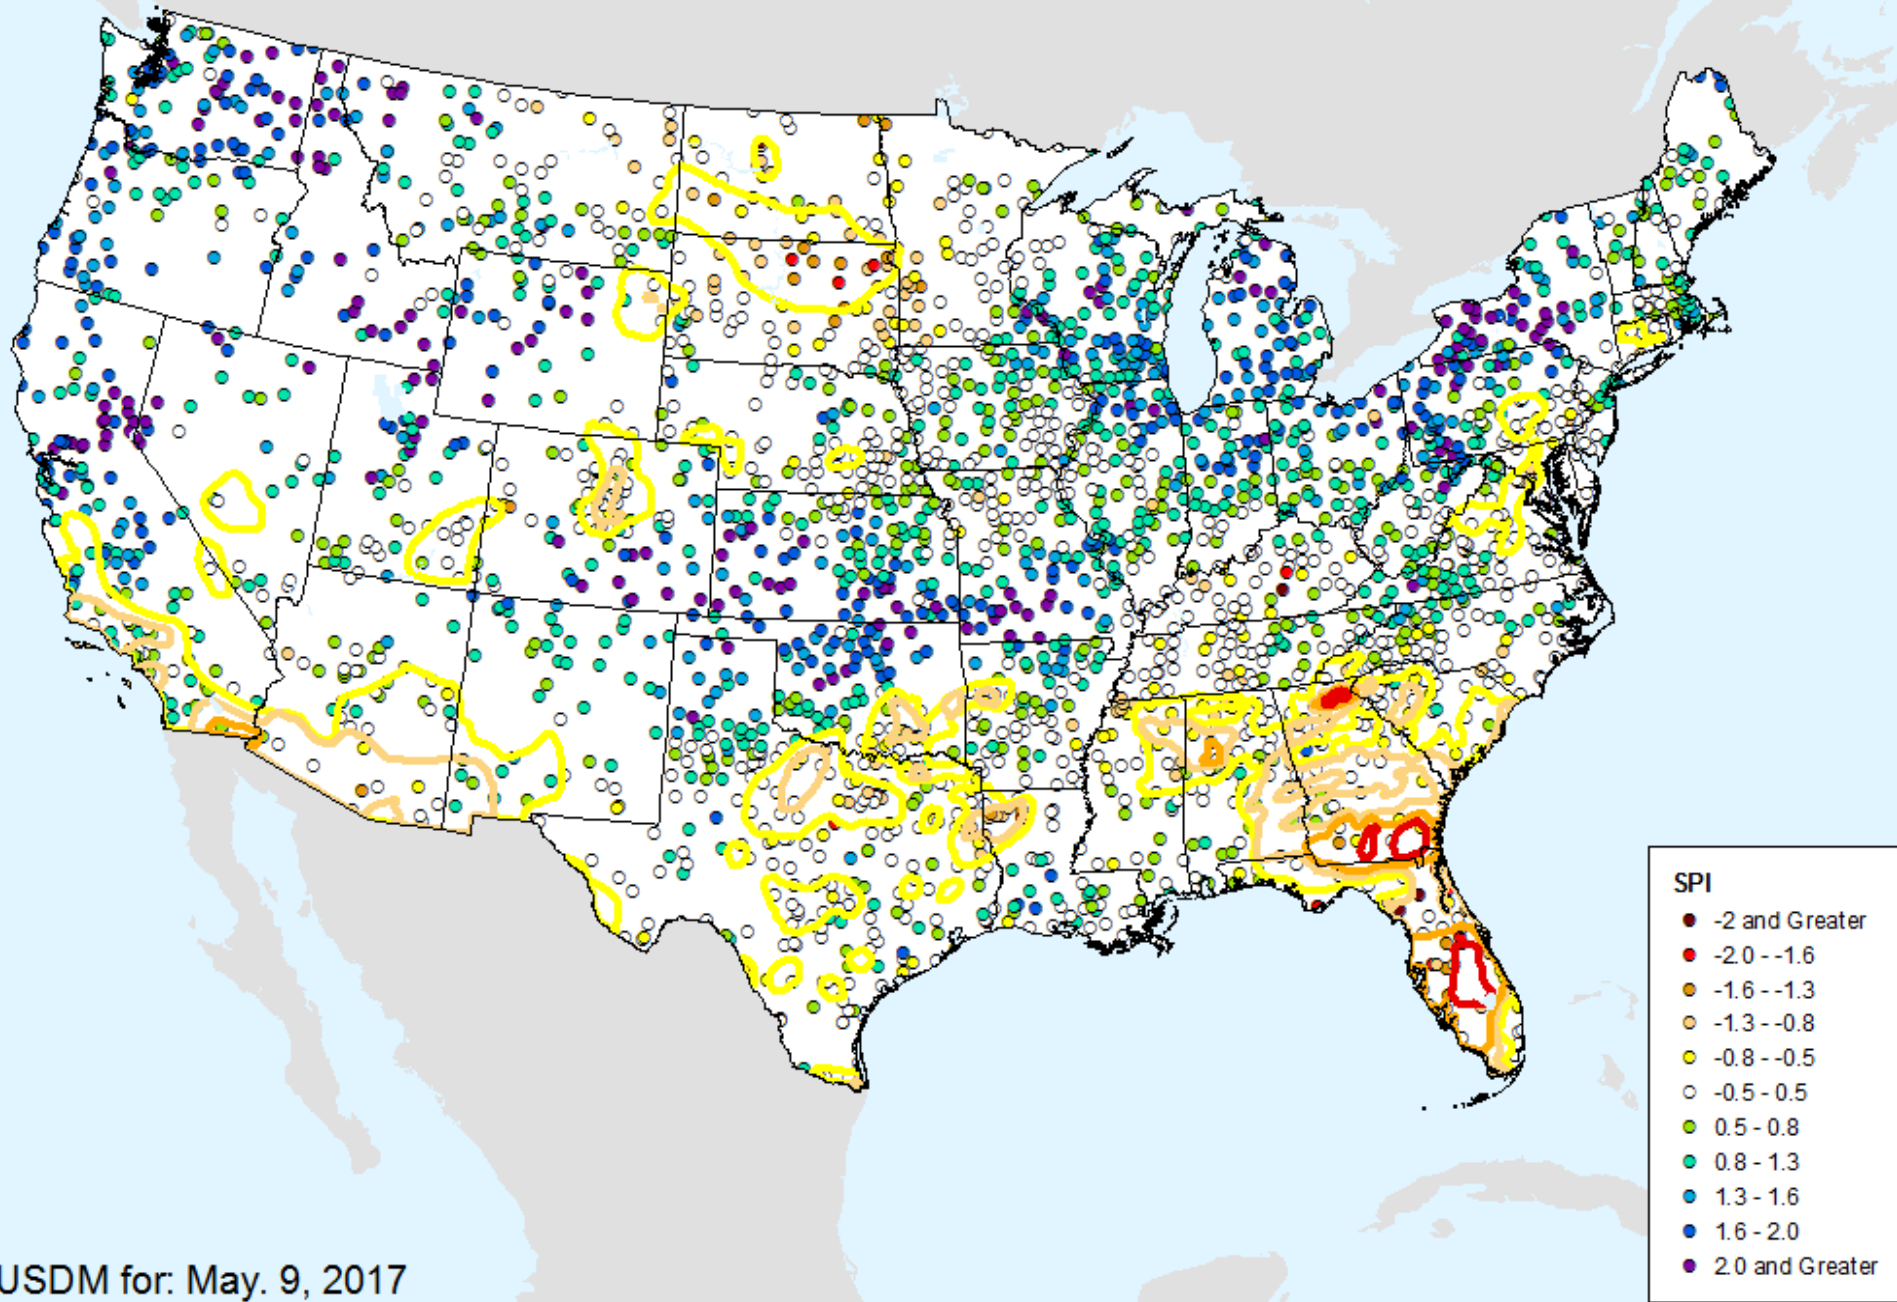 SPI
-2 and Greater
-2.0 - -1.6
-1.6 - -1.3
-1.3 - -0.8
-0.8 - -0.5
-0.5 - 0.5
0.5 - 0.8
0.8 - 1.3
1.3 - 1.6
1.6 - 2.0
2.0 and Greater
USDM for: May. 9, 2017